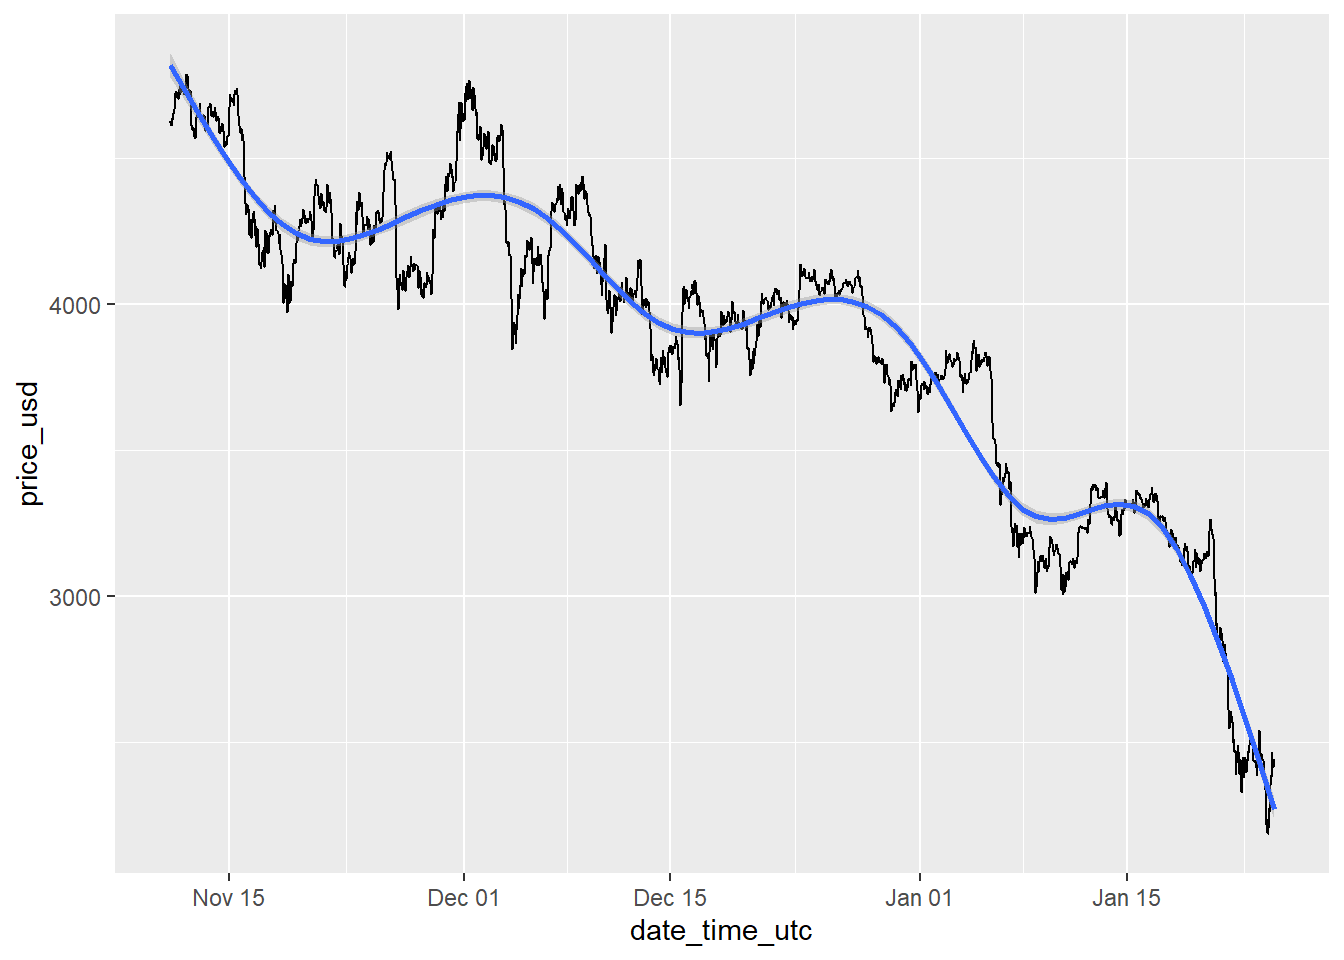 price_usd
4000
3000
Nov 15
Dec 01
Dec 15
Jan 01
Jan 15
date_time_utc